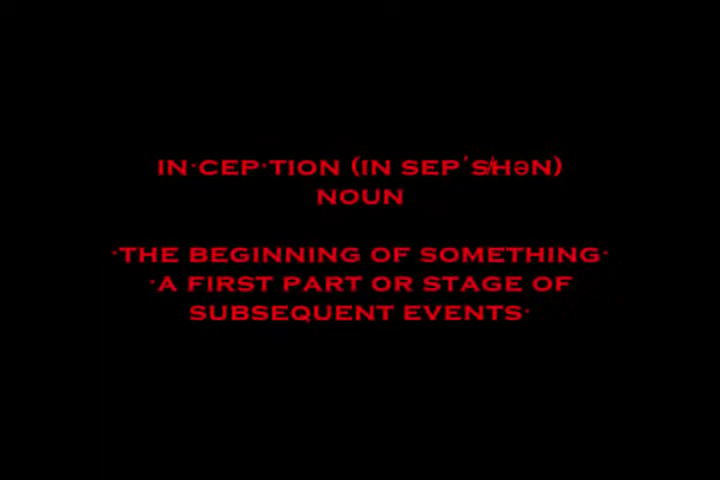 IN·CEP·TION (IN SEP'SHƏN)
NOUN
·THE BEGINNING OF SOMETHING·
·A FIRST PART OR STAGE OF
SUBSEQUENT EVENTS·